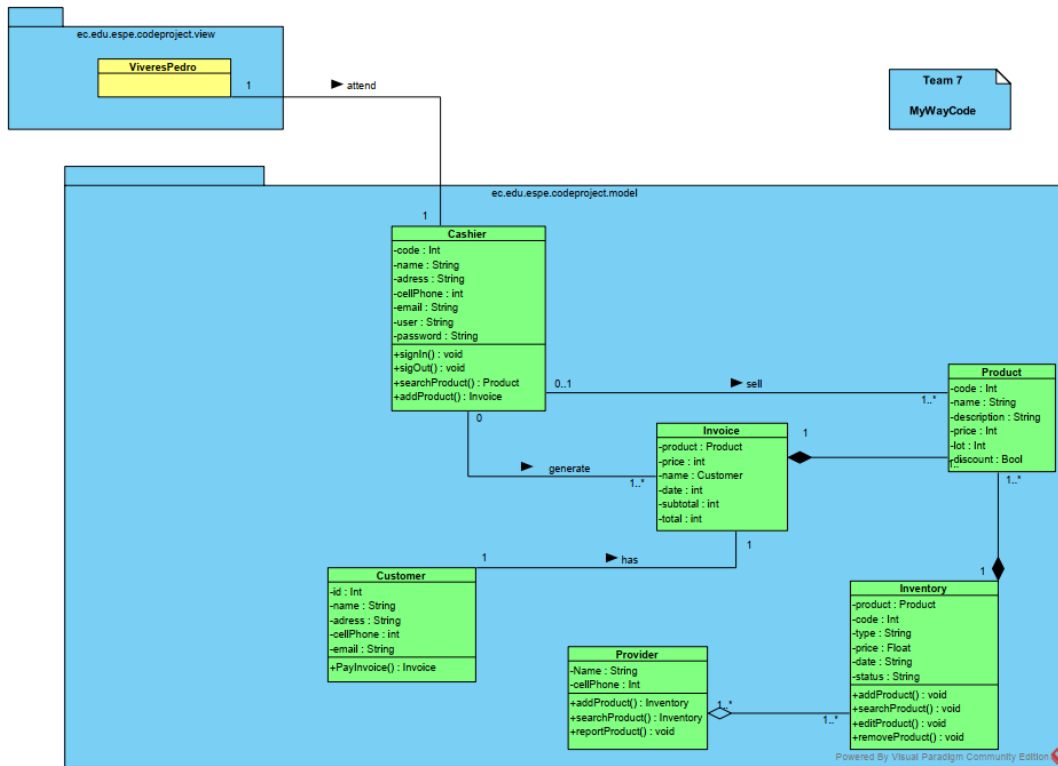 ec.edu.espe.codeproject.view
ViveresPedro
1
attend
Team 7
MyWayCode
ec.edu.espe.codeproject.model
1
Cashier
-code : Int
-name : String
-adress : String
-cellPhone : int
-email : String
-user : String
-password : String
+signIn() : void
+sigOut() : void
+searchProduct() : Product
+addProduct() : Invoice
0..1
sell
1..*
Product
-code : Int
-name : String
-description : String
-price : Int
-lot : Int
-discount : Bool
0
generate
1..*
Invoice
-product : Product
-price : int
-name : Customer
-date : int
-subtotal : int
-total : int
1
1..*
1..*
1
has
1
Customer
-id : Int
-name : String
-adress : String
-cellPhone : int
-email : String
+PayInvoice() : Invoice
1
Inventory
-product : Product
-code : Int
-type : String
-price : Float
-date : String
-status : String
+addProduct() : void
+searchProduct() : void
+editProduct() : void
+removeProduct() : void
Provider
-Name : String
-cellPhone : Int
+addProduct() : Inventory
+searchProduct() : Inventory
+reportProduct() : void
1..*
1..*
Powered By Visual Paradigm Community Edition